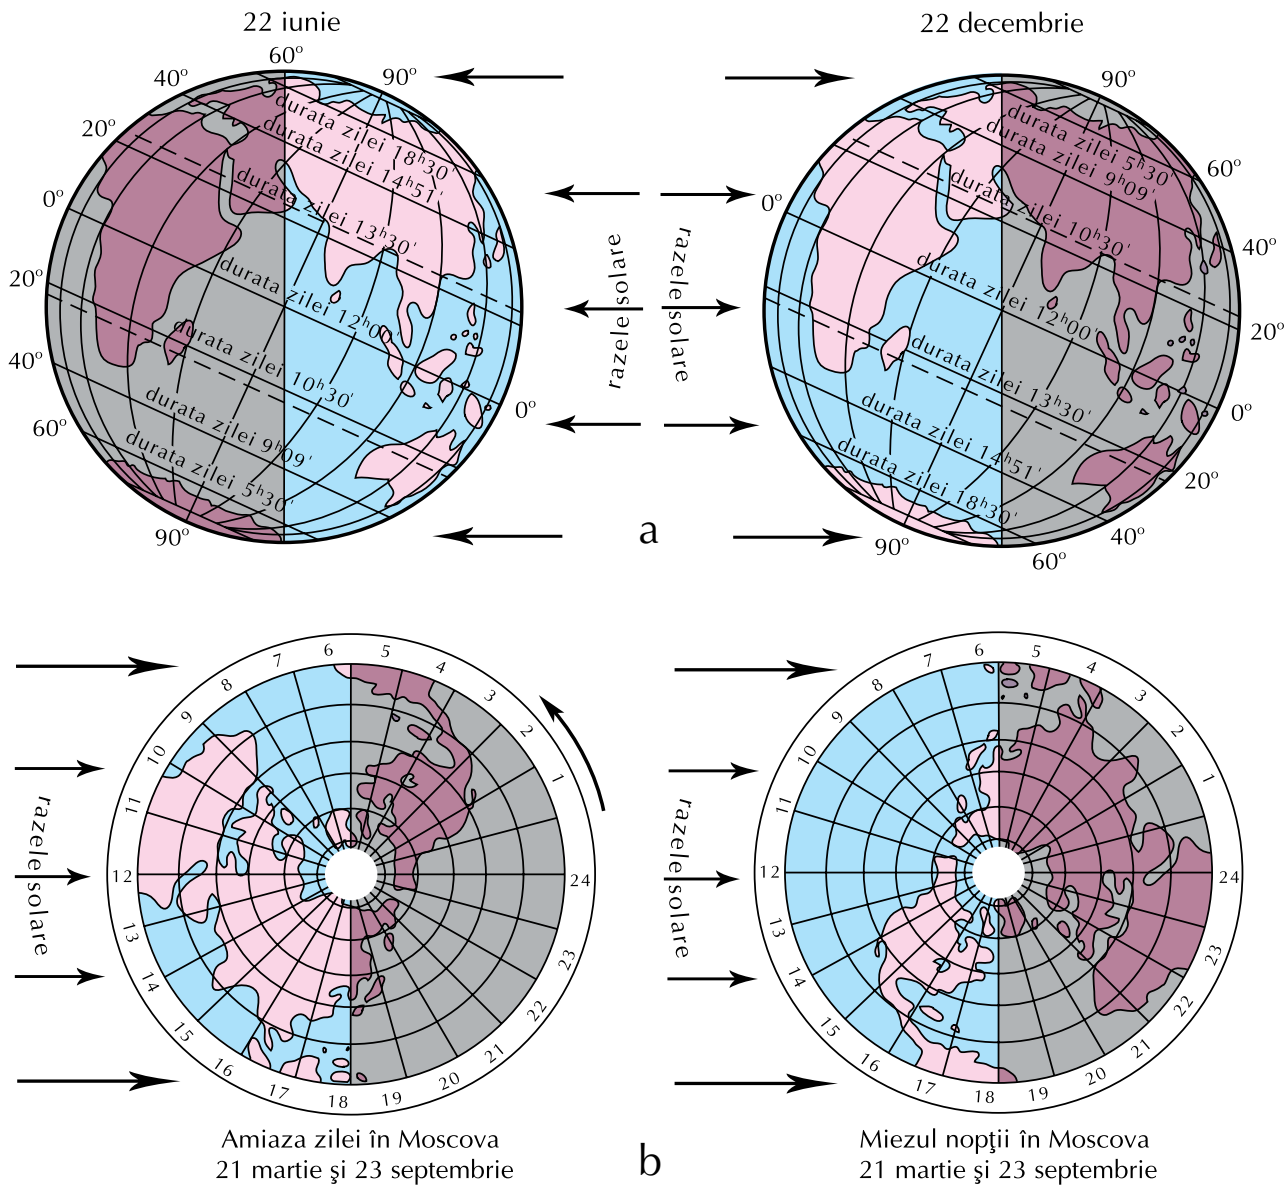 22 iunie
22 decembrie
60°
40°
90°
20°
0°
20°
40°
60°
90°
0°
durata zilei 18ʰ30'
durata zilei 14ʰ51'
durata zilei 13ʰ30'
durata zilei 12ʰ00'
durata zilei 10ʰ30'
durata zilei 9ʰ09'
durata zilei 5ʰ30'
razele solare
razele solare
90°
60°
40°
20°
0°
20°
40°
60°
90°
0°
durata zilei 5ʰ30'
durata zilei 9ʰ09'
durata zilei 10ʰ30'
durata zilei 12ʰ00'
durata zilei 13ʰ30'
durata zilei 14ʰ51'
durata zilei 18ʰ30'
a
razele solare
1
2
3
4
5
6
7
8
9
10
11
12
13
14
15
16
17
18
19
20
21
22
23
24
razele solare
1
2
3
4
5
6
7
8
9
10
11
12
13
14
15
16
17
18
19
20
21
22
23
24
Amiaza zilei în Moscova
21 martie şi 23 septembrie
b
Miezul nopţii în Moscova
21 martie şi 23 septembrie